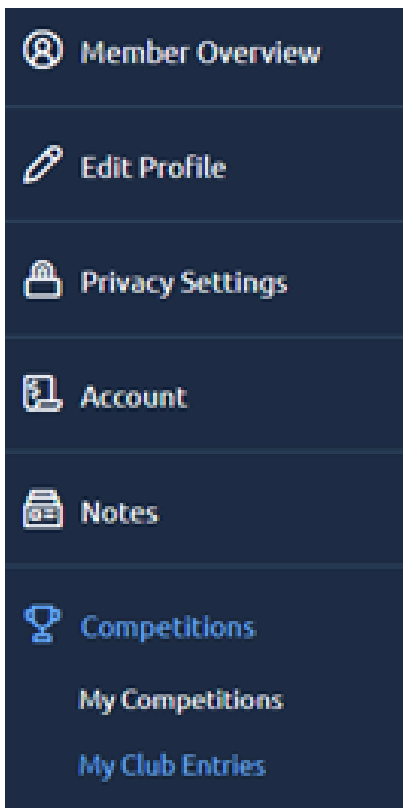 Member Overview
Edit Profile
Privacy Settings
Account
Notes
Competitions
My Competitions
My Club Entries